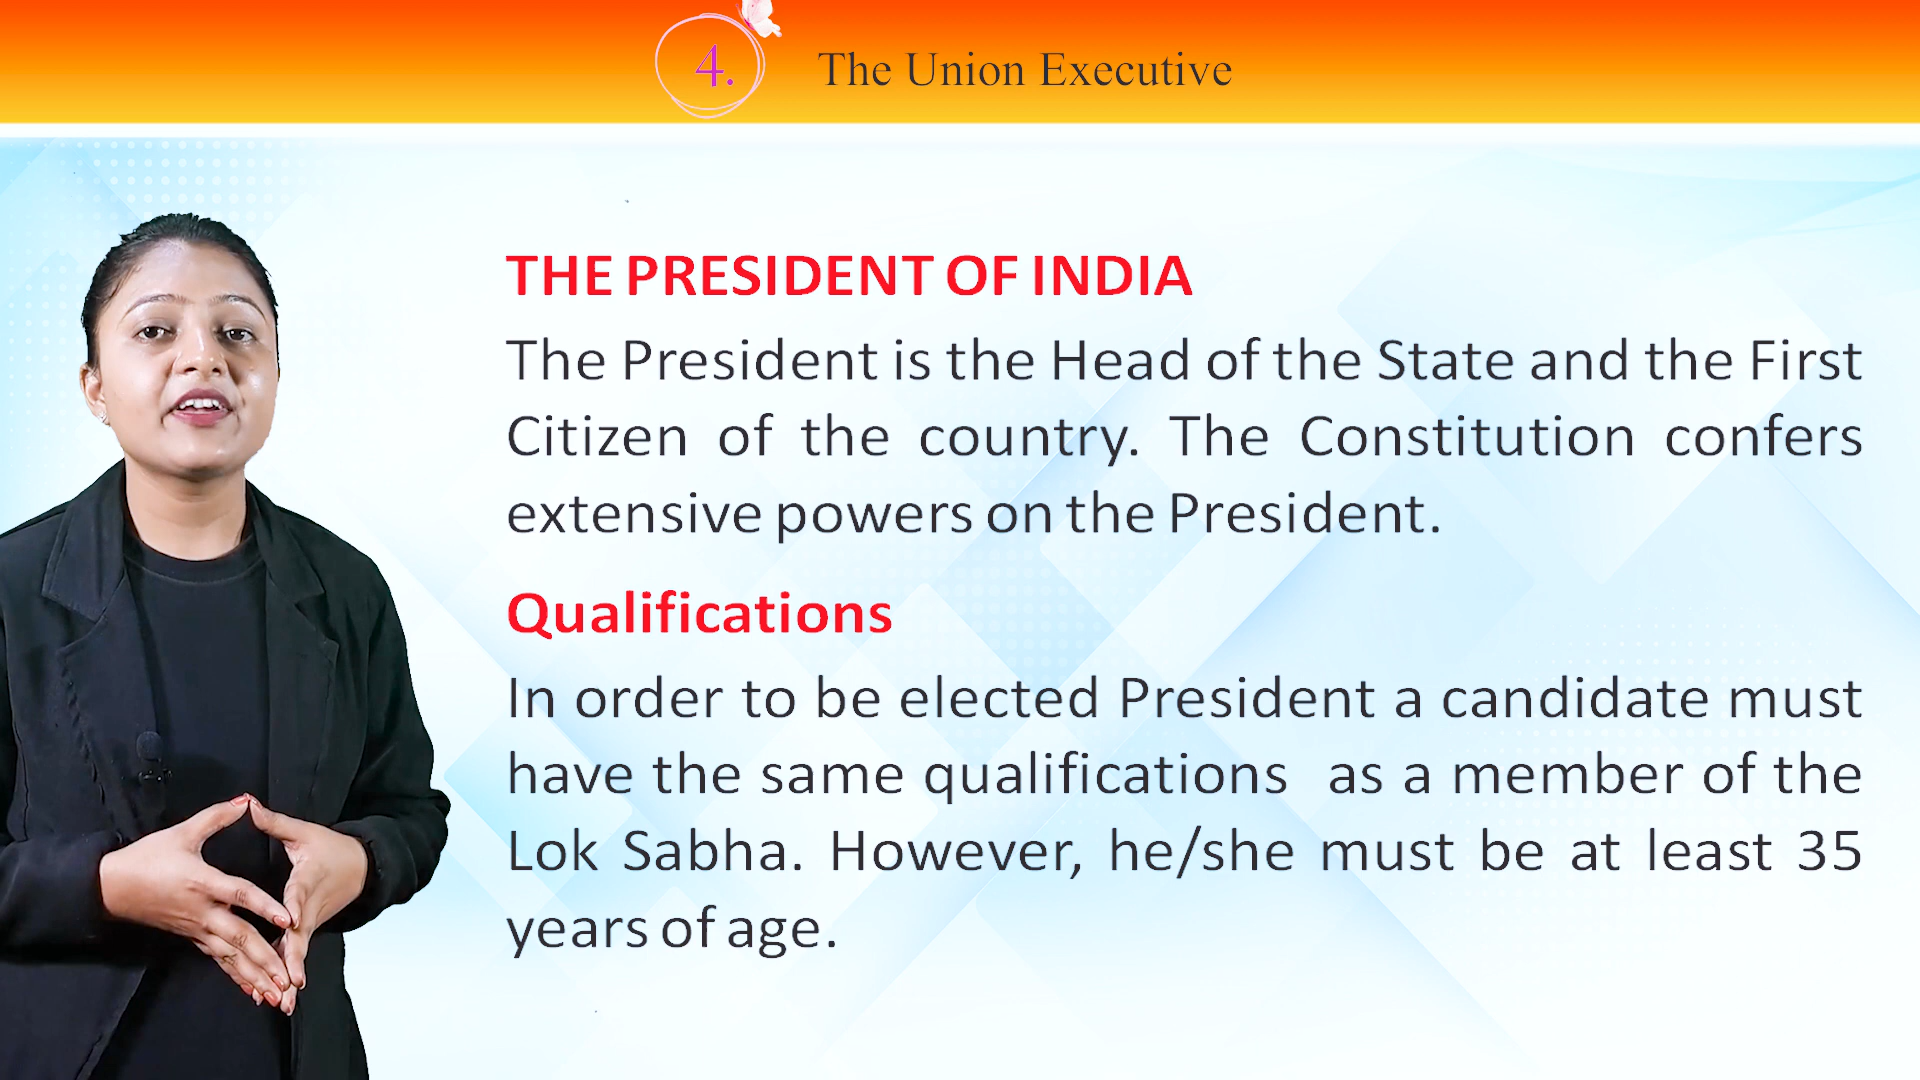 4. The Union Executive
THE PRESIDENT OF INDIA
The President is the Head of the State and the First
Citizen of the country. The Constitution confers
extensive powers on the President.
Qualifications
In order to be elected President a candidate must
have the same qualifications as a member of the
Lok Sabha. However, he/she must be at least 35
years of age.